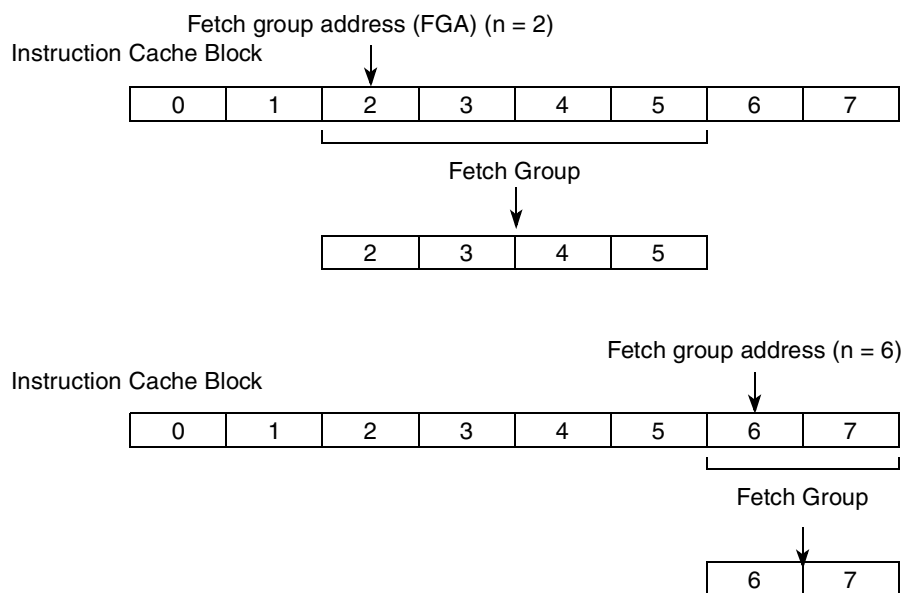 Fetch group address (FGA) (n = 2)
Instruction Cache Block
0 1 2 3 4 5 6 7
Fetch Group
2 3 4 5
Fetch group address (n = 6)
Instruction Cache Block
0 1 2 3 4 5 6 7
Fetch Group
6 7